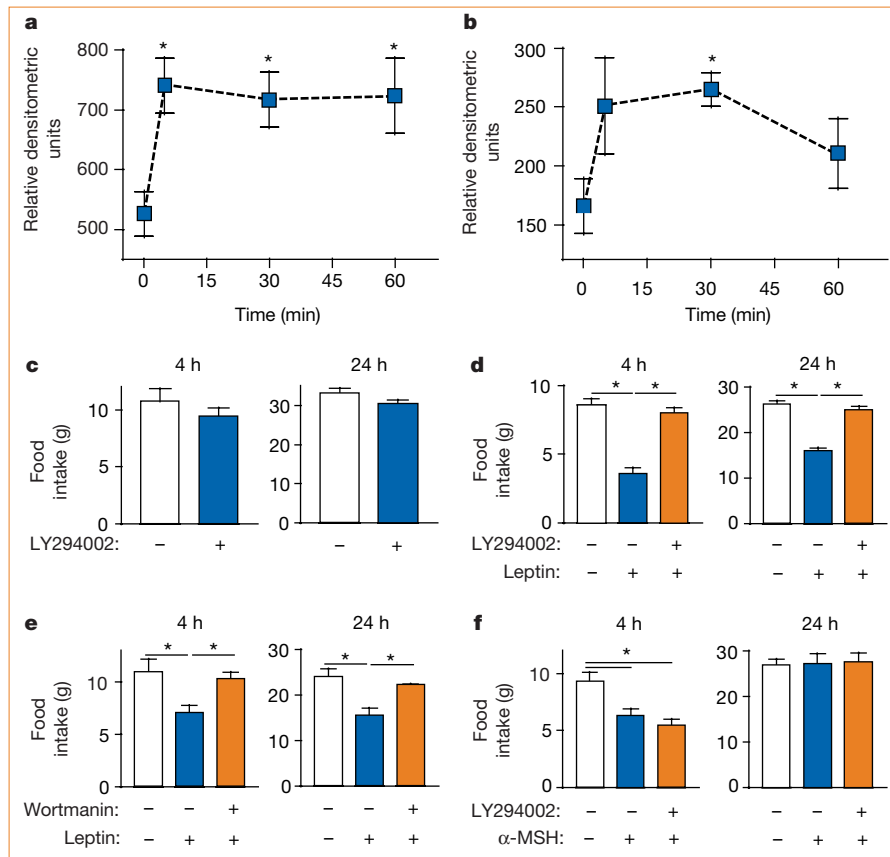 a
*
*
*
800
700
600
500
Relative densitometric
units
0 15 30 45 60
Time (min)
b
*
300
250
200
150
Relative densitometric
units
0 15 30 45 60
Time (min)
c
4 h
24 h
10
5
0
30
20
10
0
Food
intake (g)
LY294002: – + – +
d
4 h
24 h
* *
* *
10
5
0
30
20
10
0
Food
intake (g)
LY294002: – – + – – +
Leptin: – + + – + +
e
4 h
24 h
* *
* *
10
5
0
30
20
10
0
Food
intake (g)
Wortmanin: – – + – – +
Leptin: – + + – + +
f
4 h
24 h
*
10
5
0
30
20
10
0
Food
intake (g)
LY294002: – – + – – +
α-MSH: – + + – + +